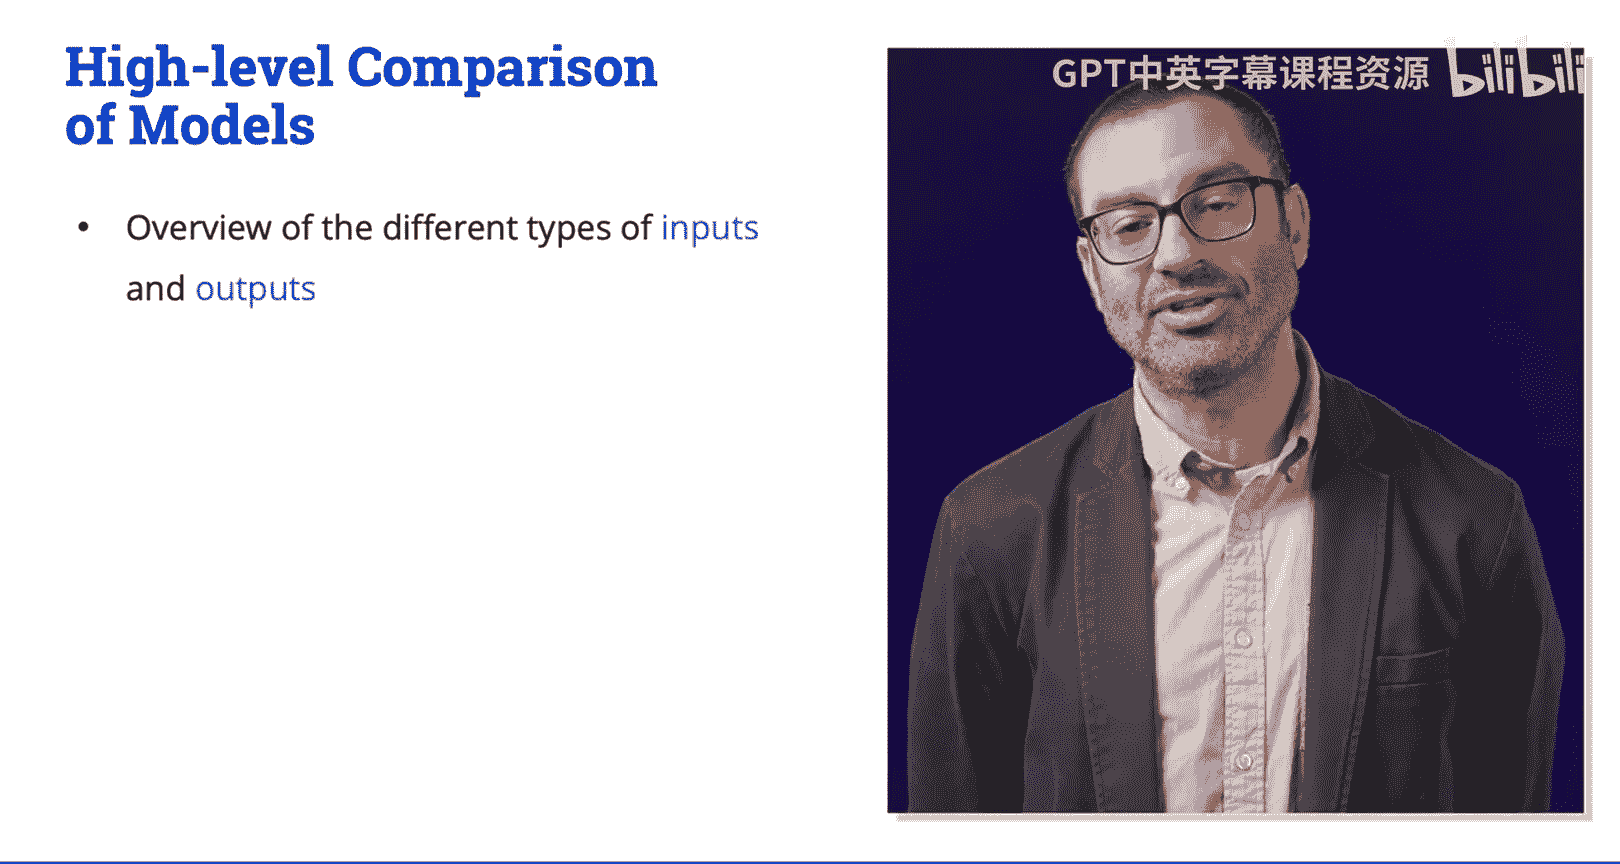 High-level Comparison
of Models
• Overview of the different types of inputs
and outputs
GPT中英字幕课程资源 bilibili